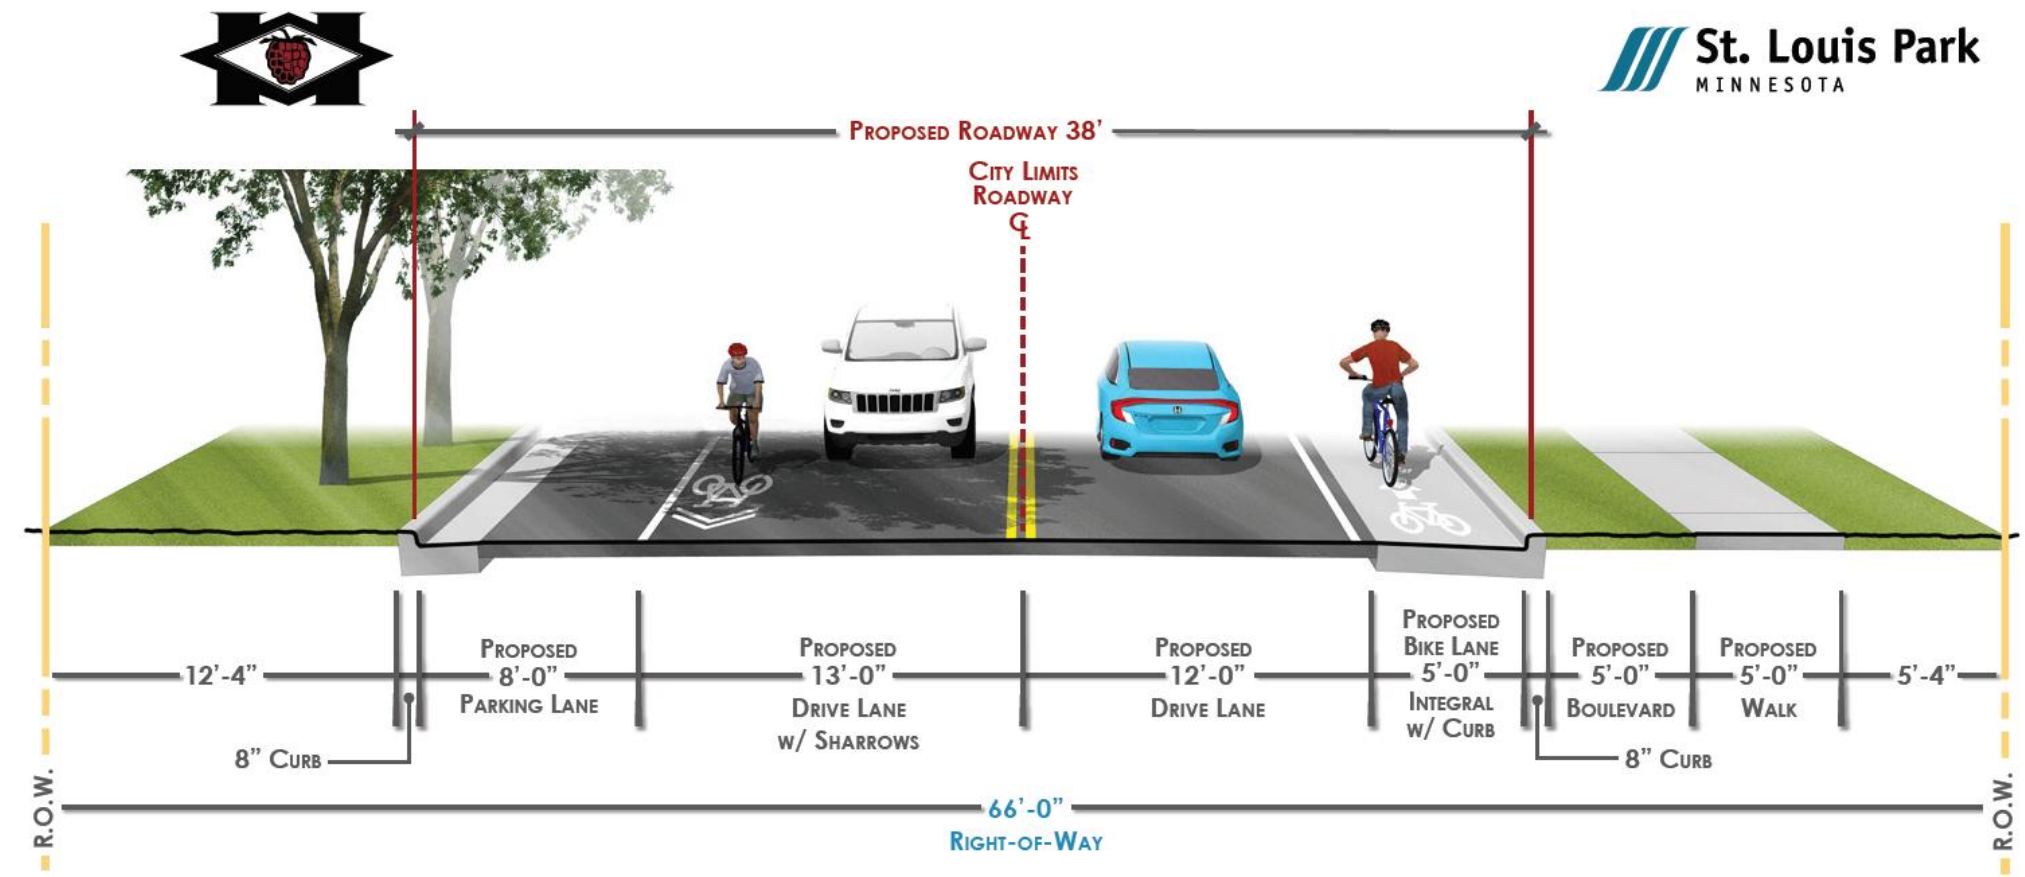 St. Louis Park
MINNESOTA
PROPOSED ROADWAY 38'
CITY LIMITS
ROADWAY
℄
PROPOSED
BIKE LANE
5'-0"
INTEGRAL
W/ CURB
12'-4"
PROPOSED
8'-0"
PARKING LANE
PROPOSED
13'-0"
DRIVE LANE
W/ SHARROWS
PROPOSED
12'-0"
DRIVE LANE
PROPOSED
5'-0"
BOULEVARD
PROPOSED
5'-0"
WALK
5'-4"
8" CURB
8" CURB
R.O.W.
66'-0"
RIGHT-OF-WAY
R.O.W.